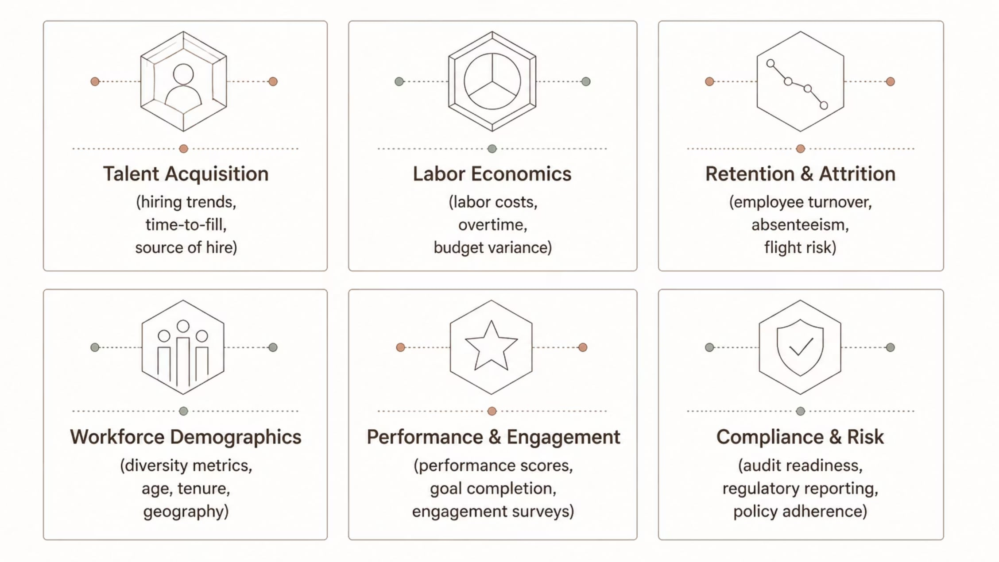 Talent Acquisition
(hiring trends,
time-to-fill,
source of hire)
Labor Economics
(labor costs,
overtime,
budget variance)
Retention & Attrition
(employee turnover,
absenteeism,
flight risk)
Workforce Demographics
(diversity metrics,
age, tenure,
geography)
Performance & Engagement
(performance scores,
goal completion,
engagement surveys)
Compliance & Risk
(audit readiness,
regulatory reporting,
policy adherence)